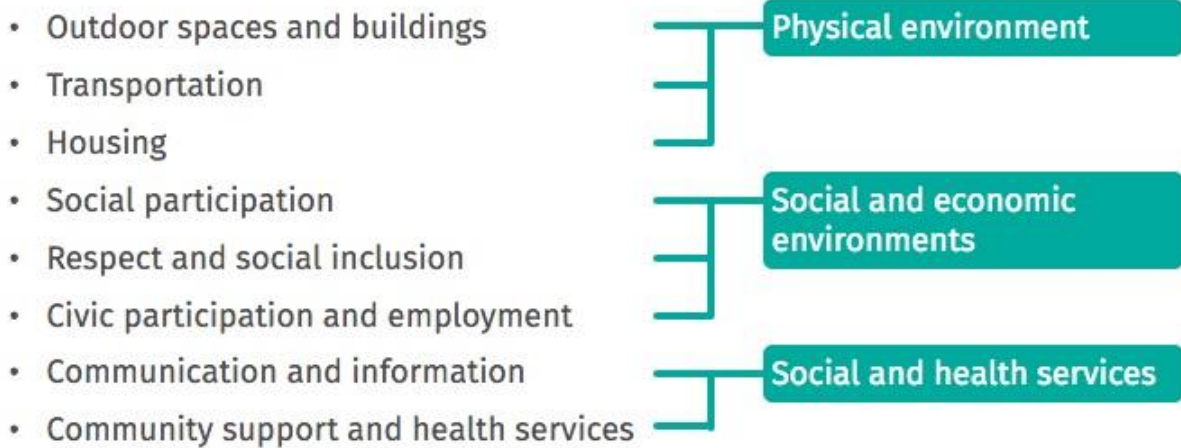 • Outdoor spaces and buildings
• Transportation
• Housing
• Social participation
• Respect and social inclusion
• Civic participation and employment
• Communication and information
• Community support and health services
Physical environment
Social and economic
environments
Social and health services